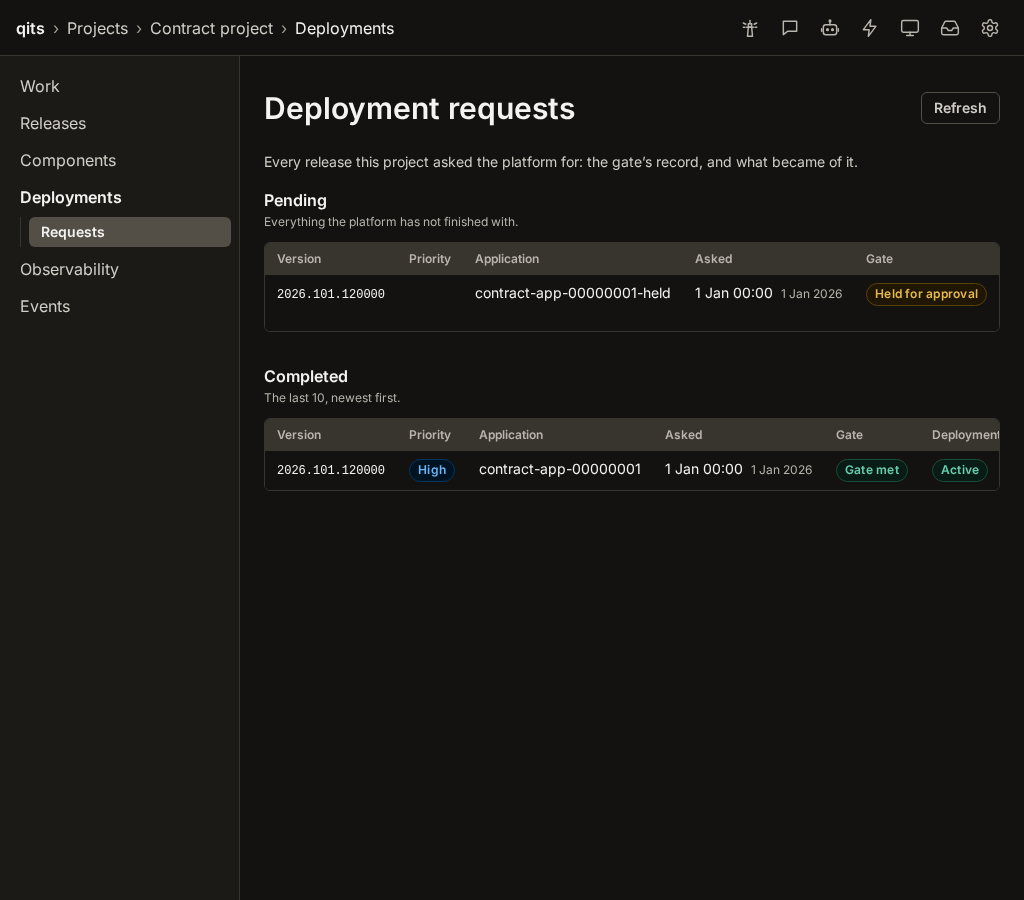 qits › Projects › Contract project › Deployments
Work
Releases
Components
Deployments
Requests
Observability
Events
Deployment requests
Refresh
Every release this project asked the platform for: the gate’s record, and what became of it.
Pending
Everything the platform has not finished with.
Version Priority Application Asked Gate
2026.101.120000 contract-app-00000001-held 1 Jan 00:00 1 Jan 2026 Held for approval
Completed
The last 10, newest first.
Version Priority Application Asked Gate Deployment
2026.101.120000 High contract-app-00000001 1 Jan 00:00 1 Jan 2026 Gate met Active